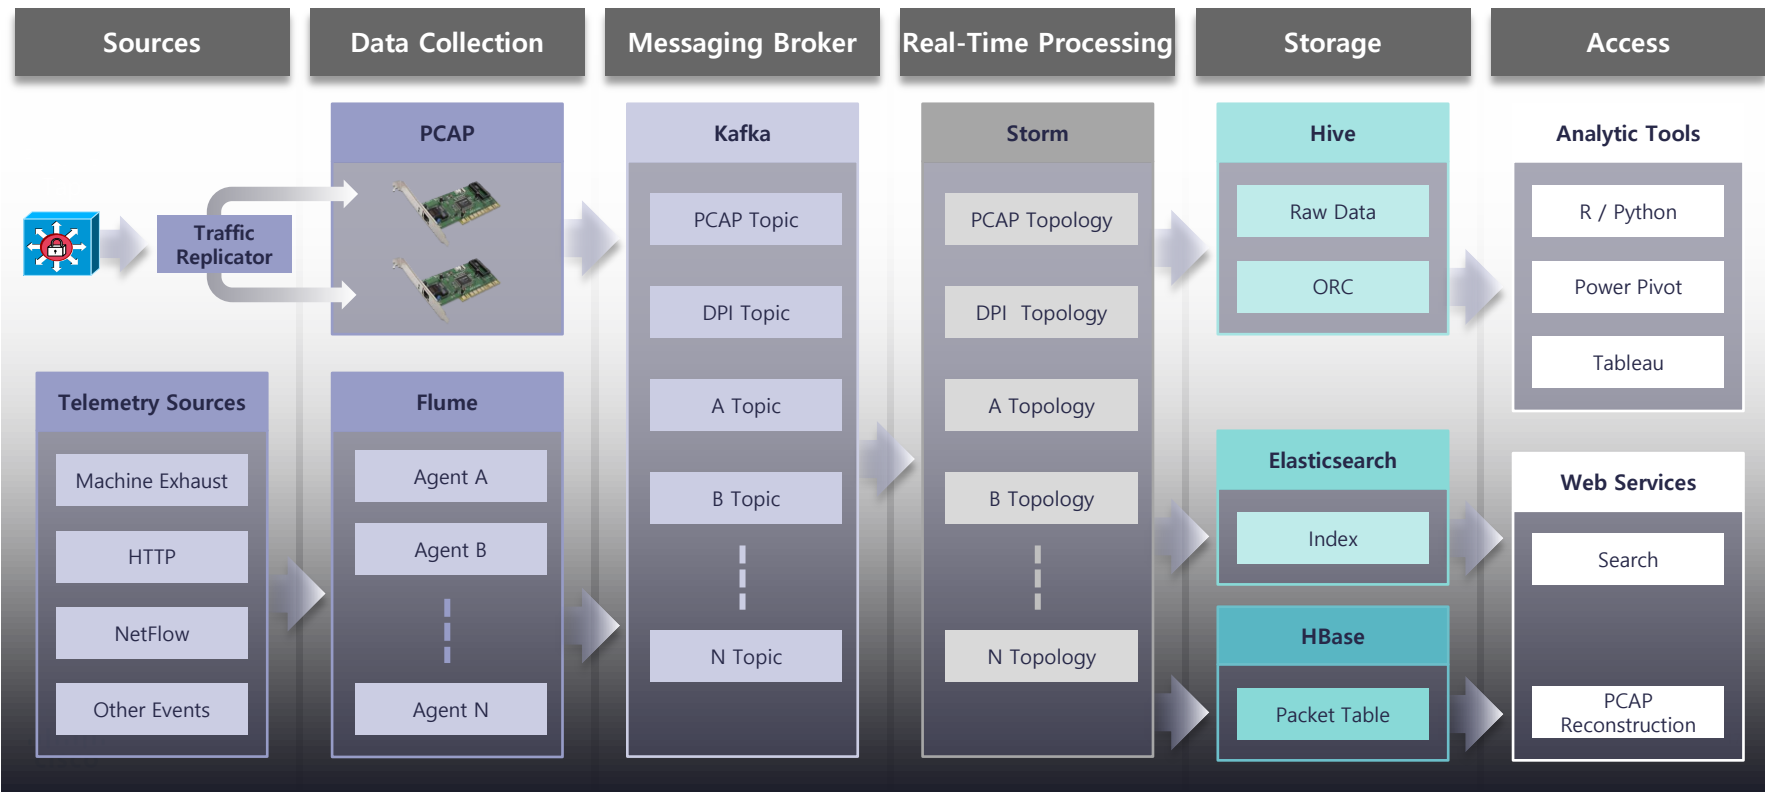 Sources
Data Collection
Messaging Broker
Real-Time Processing
Storage
Access
Traffic
Replicator
Telemetry Sources
Machine Exhaust
HTTP
NetFlow
Other Events
PCAP
Flume
Agent A
Agent B
Agent N
Kafka
PCAP Topic
DPI Topic
A Topic
B Topic
N Topic
Storm
PCAP Topology
DPI Topology
A Topology
B Topology
N Topology
Hive
Raw Data
ORC
Elasticsearch
Index
HBase
Packet Table
Analytic Tools
R / Python
Power Pivot
Tableau
Web Services
Search
PCAP
Reconstruction